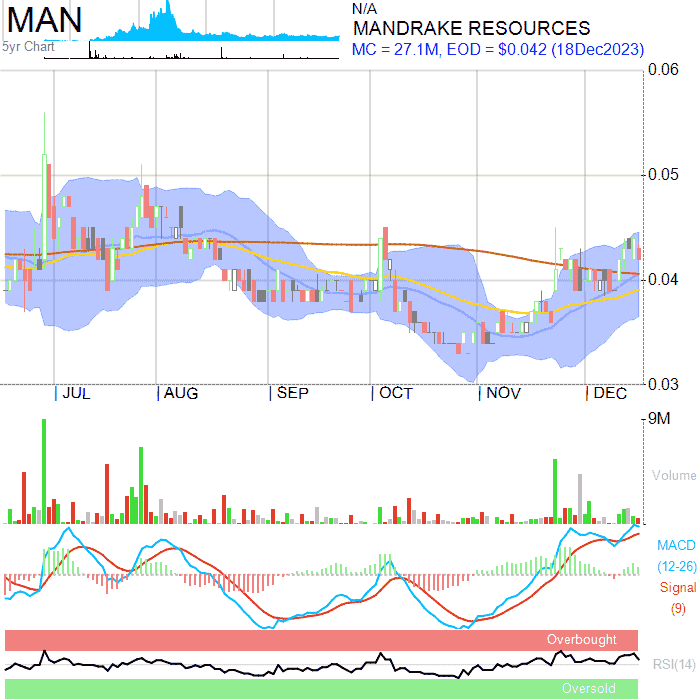 MAN
5yr Chart
N/A
MANDRAKE RESOURCES
MC = 27.1M, EOD = $0.042 (18Dec2023)
0.06
0.05
0.04
0.03
JUL AUG SEP OCT NOV DEC
9M
Volume
MACD
(12-26)
Signal
(9)
Overbought
RSI(14)
Oversold